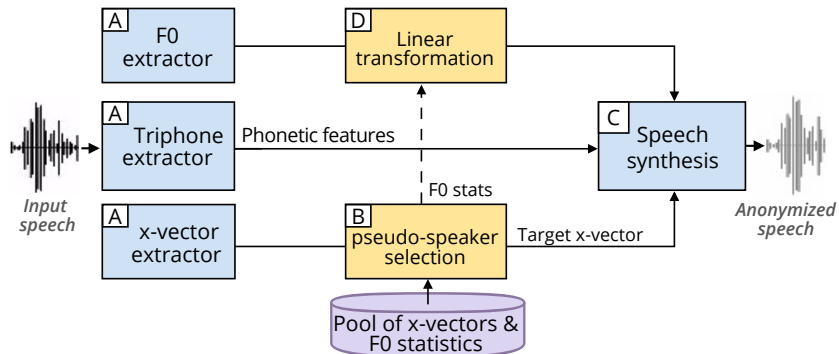 A
F0
extractor
D
Linear
transformation
A
Triphone
extractor
Phonetic features
C
Speech
synthesis
Input
speech
F0 stats
Anonymized
speech
A
x-vector
extractor
B
pseudo-speaker
selection
Target x-vector
Pool of x-vectors &
F0 statistics